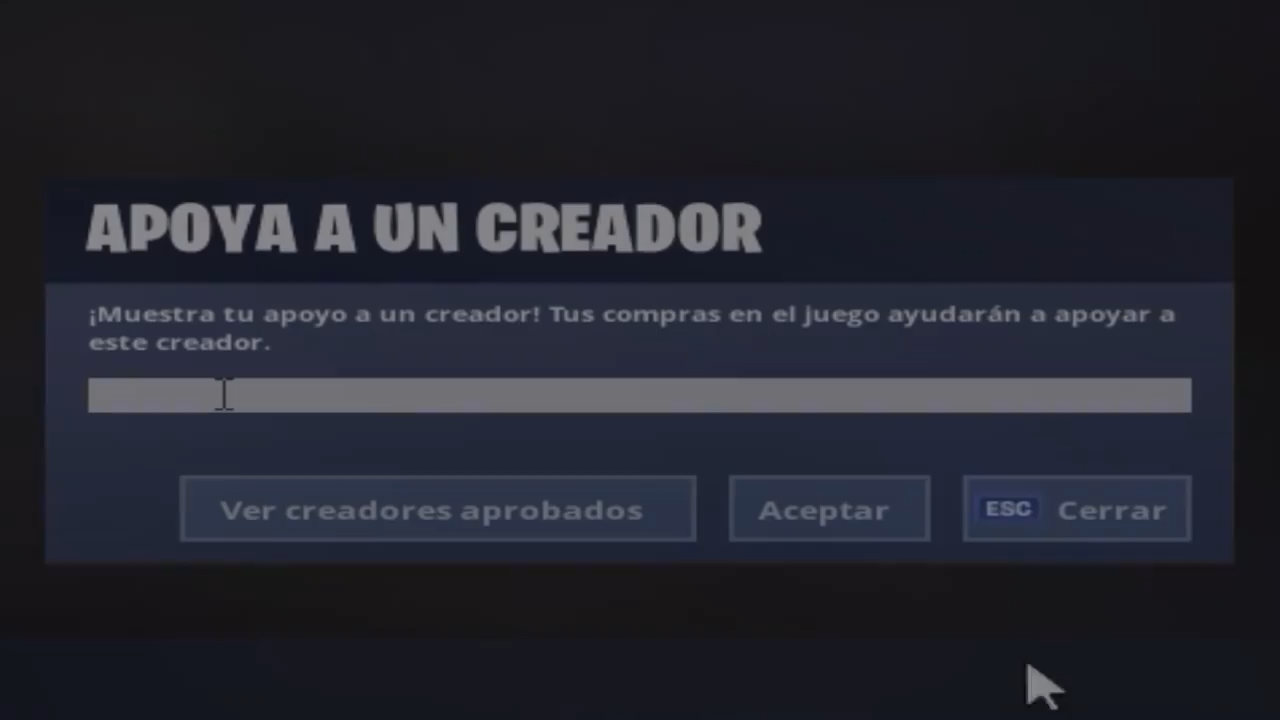 APOYA A UN CREADOR
¡Muestra tu apoyo a un creador! Tus compras en el juego ayudarán a apoyar a
este creador.
Ver creadores aprobados
Aceptar
ESC Cerrar